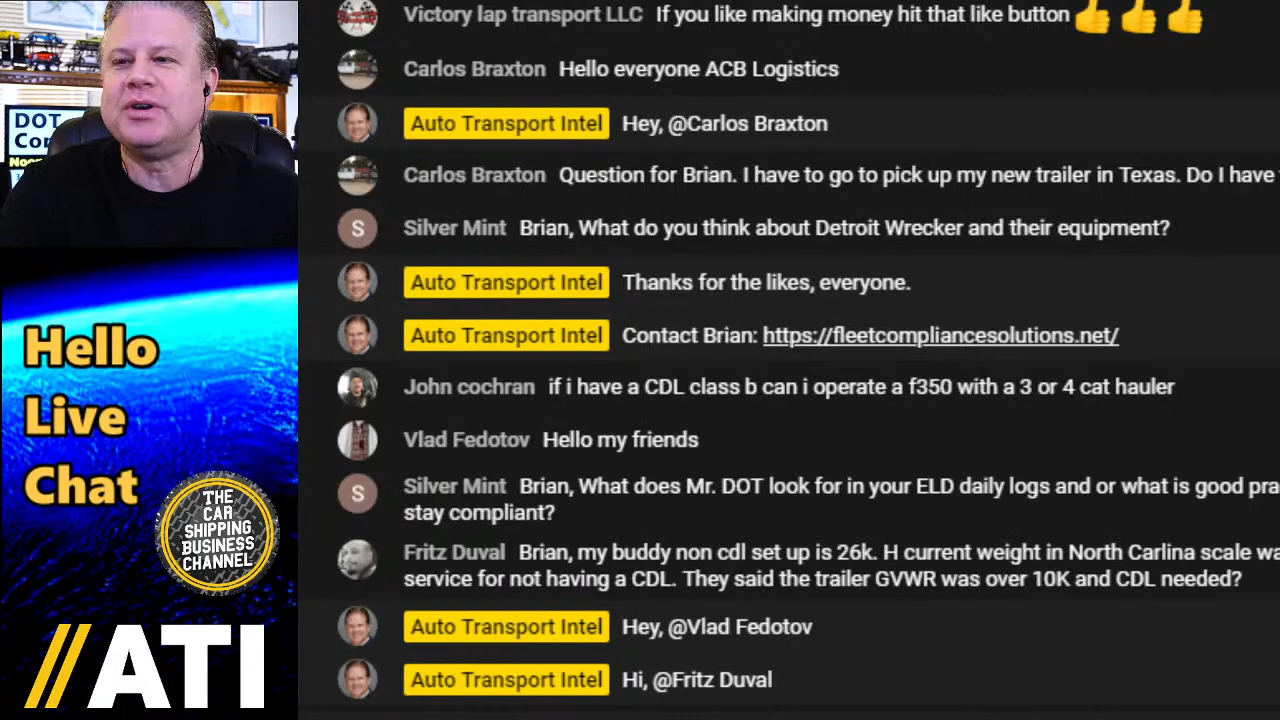 Victory lap transport LLC If you like making money hit that like button
Carlos Braxton Hello everyone ACB Logistics
Auto Transport Intel Hey, @Carlos Braxton
Carlos Braxton Question for Brian. I have to go to pick up my new trailer in Texas. Do I have
S Silver Mint Brian, What do you think about Detroit Wrecker and their equipment?
Auto Transport Intel Thanks for the likes, everyone.
Auto Transport Intel Contact Brian: https://fleetcompliancesolutions.net/
John cochran if i have a CDL class b can i operate a f350 with a 3 or 4 cat hauler
Vlad Fedotov Hello my friends
S Silver Mint Brian, What does Mr. DOT look for in your ELD daily logs and or what is good pra
stay compliant?
Fritz Duval Brian, my buddy non cdl set up is 26k. H current weight in North Carlina scale wa
service for not having a CDL. They said the trailer GVWR was over 10K and CDL needed?
Auto Transport Intel Hey, @Vlad Fedotov
Auto Transport Intel Hi, @Fritz Duval
DOT
Hello
Live
Chat
THE
CAR
SHIPPING
BUSINESS
CHANNEL
//ATI